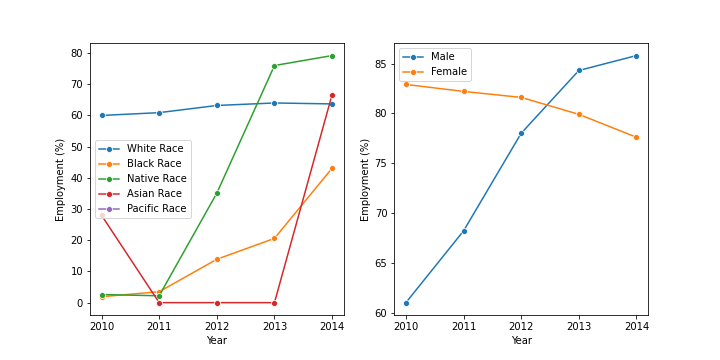 80
70
60
50
40
30
20
10
0
Employment (%)
White Race
Black Race
Native Race
Asian Race
Pacific Race
2010 2011 2012 2013 2014
Year
85
80
75
70
65
60
Employment (%)
Male
Female
2010 2011 2012 2013 2014
Year